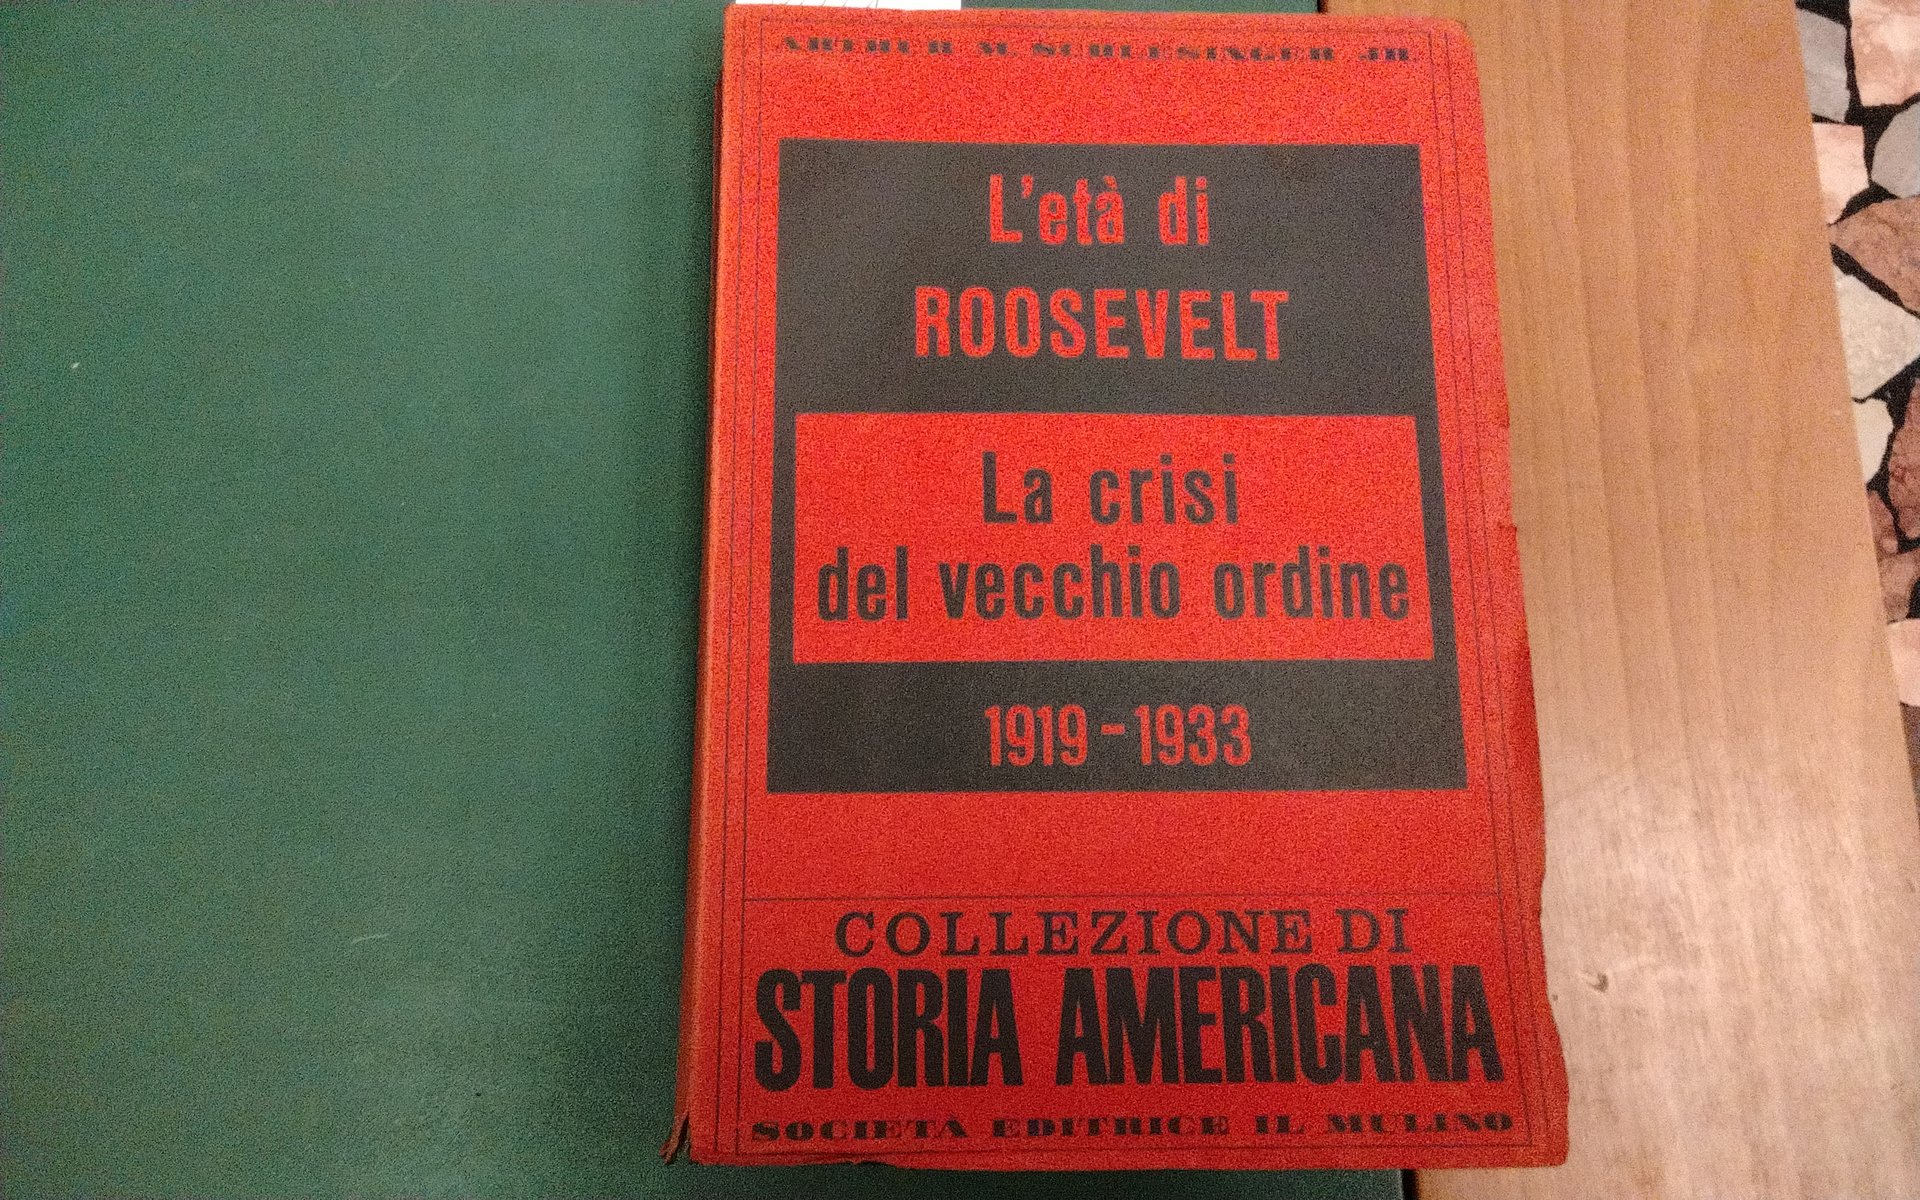 ARTHUR M. SCHLESINGER JR.
L'età di
ROOSEVELT
La crisi
del vecchio ordine
1919-1933
COLLEZIONE DI
STORIA AMERICANA
SOCIETÀ EDITRICE IL MULINO